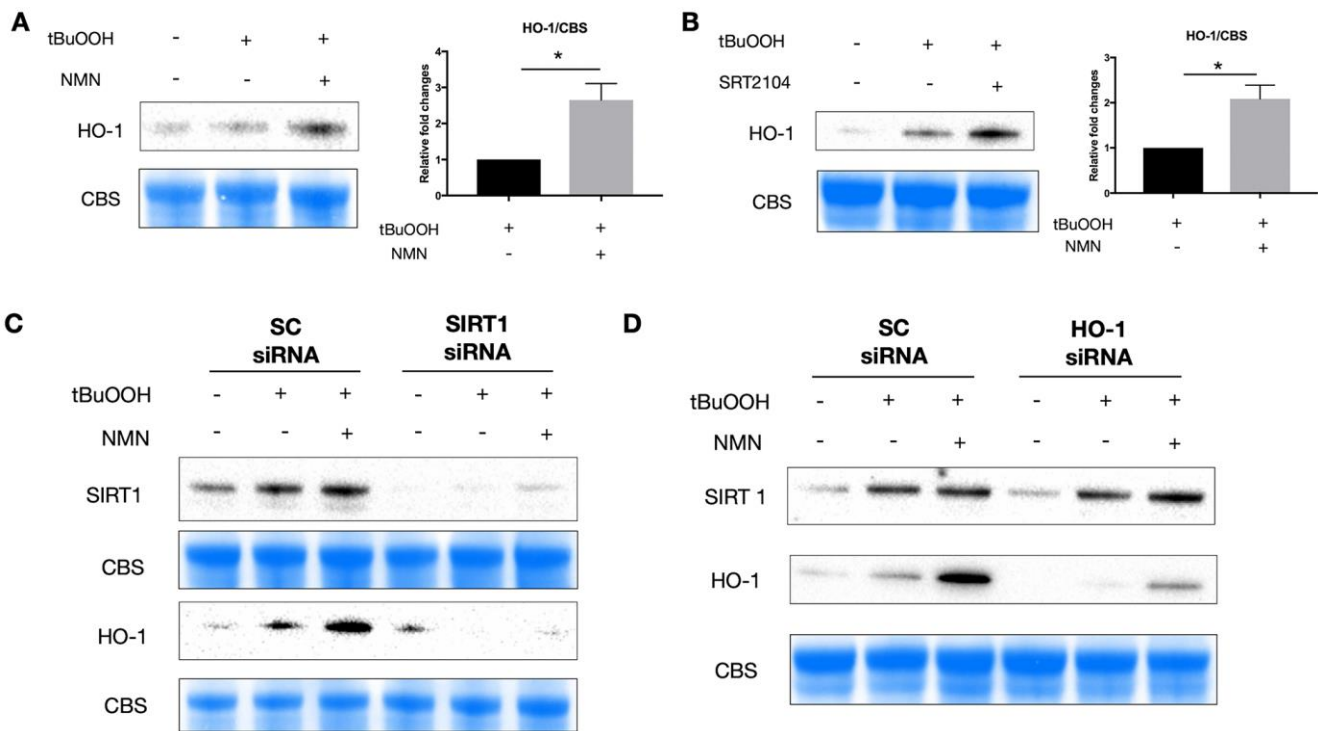 A
tBuOOH - + +
NMN - - +
HO-1
CBS
HO-1/CBS
*
Relative fold changes
4
3
2
1
0
tBuOOH + +
NMN - +
B
tBuOOH - + +
SRT2104 - - +
HO-1
CBS
HO-1/CBS
*
Relative fold changes
3
2
1
0
tBuOOH + +
NMN - +
C
SC siRNA
SIRT1 siRNA
tBuOOH - + + - + +
NMN - - + - - +
SIRT1
CBS
HO-1
CBS
D
SC siRNA
HO-1 siRNA
tBuOOH - + + - + +
NMN - - + - - +
SIRT 1
HO-1
CBS